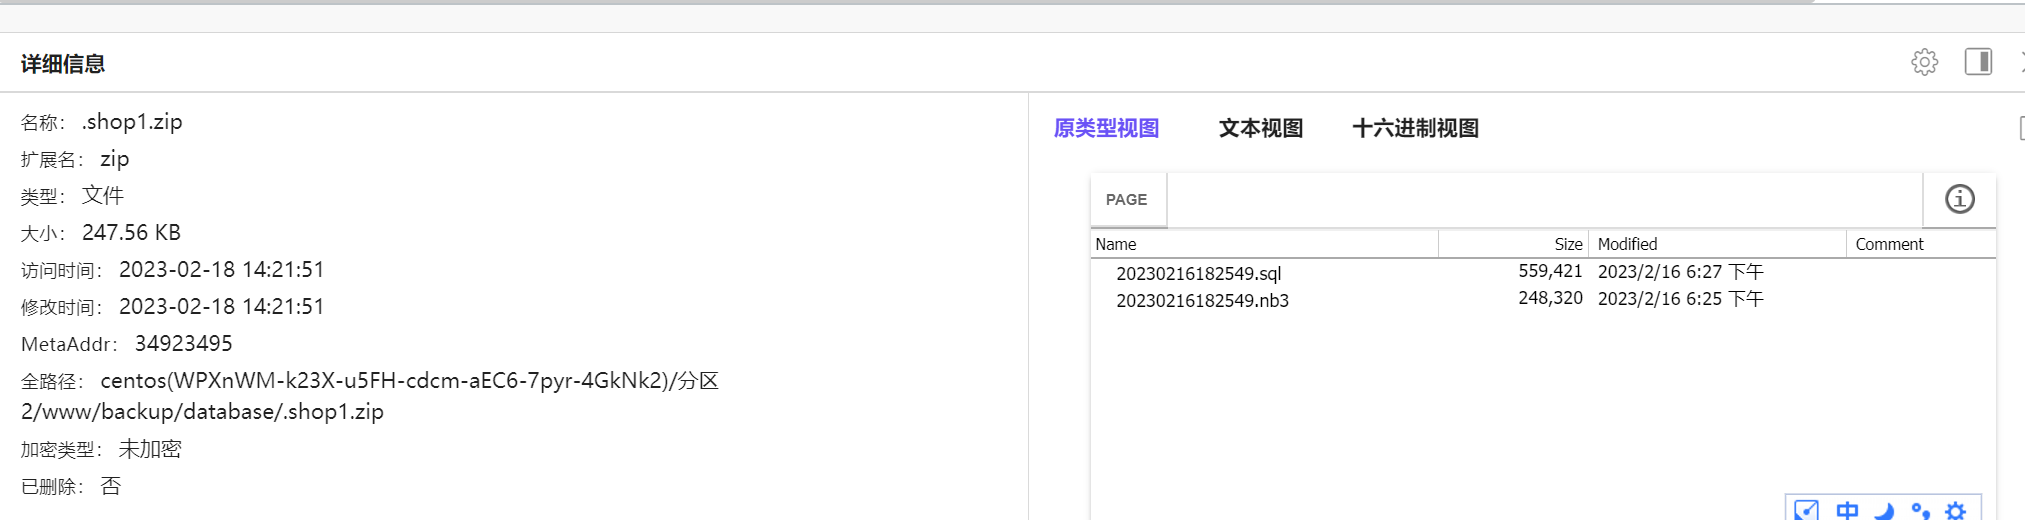 详细信息
名称： .shop1.zip
扩展名： zip
类型： 文件
大小： 247.56 KB
访问时间： 2023-02-18 14:21:51
修改时间： 2023-02-18 14:21:51
MetaAddr： 34923495
全路径： centos(WPXnWM-k23X-u5FH-cdcm-aEC6-7pyr-4GkNk2)/分区
2/www/backup/database/.shop1.zip
加密类型： 未加密
已删除： 否
原类型视图 文本视图 十六进制视图
PAGE
Name Size Modified Comment
20230216182549.sql 559,421 2023/2/16 6:27 下午
20230216182549.nb3 248,320 2023/2/16 6:25 下午
中